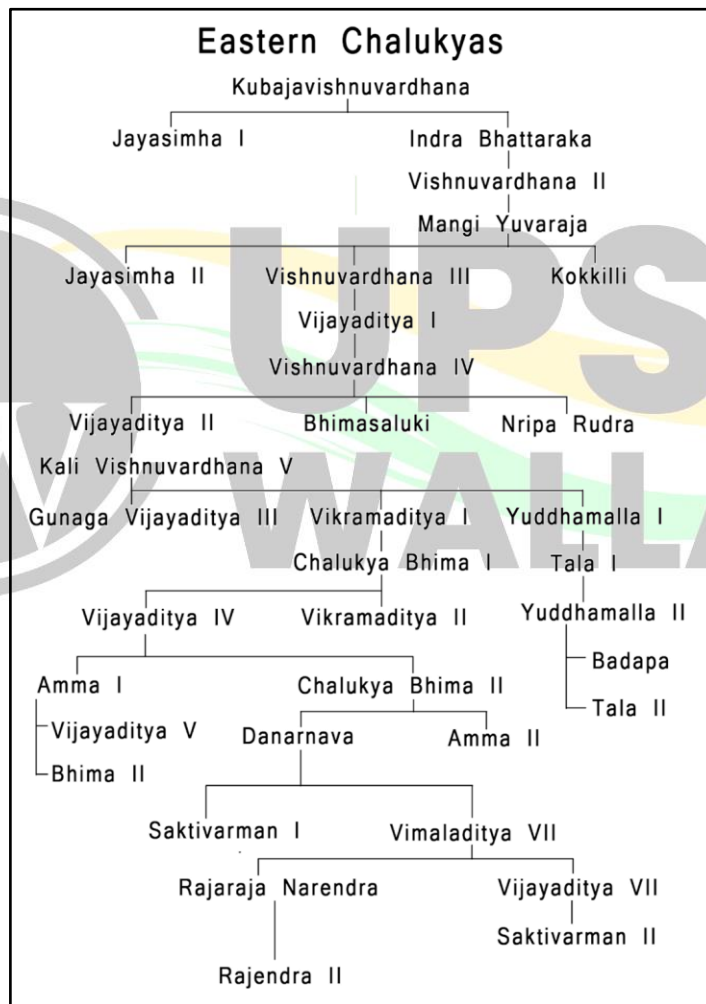 Eastern Chalukyas
Kubajavishnuvardhana
Jayasimha I Indra Bhattaraka
Vishnuvardhana II
Mangi Yuvaraja
Jayasimha II Vishnuvardhana III Kokkilli
Vijayaditya I
Vishnuvardhana IV
Vijayaditya II Bhimasaluki Nripa Rudra
Kali Vishnuvardhana V
Gunaga Vijayaditya III Vikramaditya I Yuddhamalla I
Chalukya Bhima I Tala I
Vijayaditya IV Vikramaditya II Yuddhamalla II
Badapa
Amma I Chalukya Bhima II
Tala II
Vijayaditya V Danarnava Amma II
Bhima II
Saktivarman I Vimaladitya VII
Rajaraja Narendra Vijayaditya VII
Saktivarman II
Rajendra II
UPS
WALLA